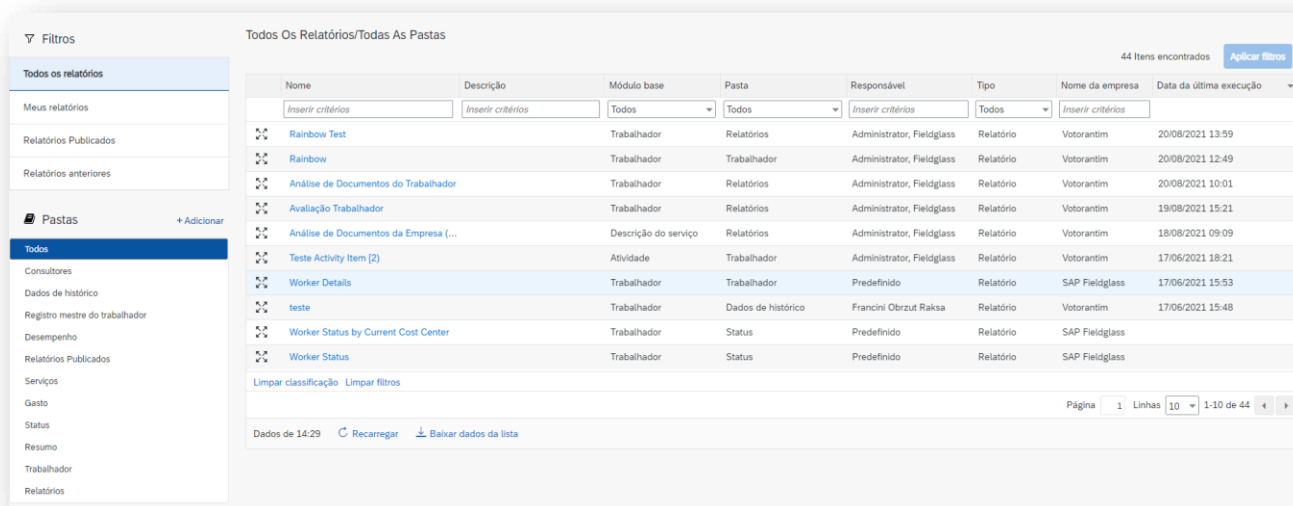 Filtros
Todos os relatórios
Meus relatórios
Relatórios Publicados
Relatórios anteriores
Pastas + Adicionar
Todos
Consultores
Dados de histórico
Registro mestre do trabalhador
Desempenho
Relatórios Publicados
Serviços
Gasto
Status
Resumo
Trabalhador
Relatórios
Todos Os Relatórios/Todas As Pastas
44 Itens encontrados Aplicar filtros
Nome Descrição Módulo base Pasta Responsável Tipo Nome da empresa Data da última execução
Inserir critérios Inserir critérios Todos Todos Inserir critérios Todos Inserir critérios
Rainbow Test Trabalhador Relatórios Administrator, Fieldglass Relatório Votorantim 20/08/2021 13:59
Rainbow Trabalhador Trabalhador Administrator, Fieldglass Relatório Votorantim 20/08/2021 12:49
Análise de Documentos do Trabalhador Trabalhador Relatórios Administrator, Fieldglass Relatório Votorantim 20/08/2021 10:01
Avaliação Trabalhador Trabalhador Relatórios Administrator, Fieldglass Relatório Votorantim 19/08/2021 15:21
Análise de Documentos da Empresa (... Descrição do serviço Relatórios Administrator, Fieldglass Relatório Votorantim 18/08/2021 09:09
Teste Activity Item [2) Atividade Trabalhador Administrator, Fieldglass Relatório Votorantim 17/06/2021 18:21
Worker Details Trabalhador Trabalhador Predefinido Relatório SAP Fieldglass 17/06/2021 15:53
teste Trabalhador Dados de histórico Francini Obrzut Raksa Relatório Votorantim 17/06/2021 15:48
Worker Status by Current Cost Center Trabalhador Status Predefinido Relatório SAP Fieldglass
Worker Status Trabalhador Status Predefinido Relatório SAP Fieldglass
Limpar classificação Limpar filtros
Página 1 Linhas 10 1-10 de 44
Dados de 14:29 Recarregar Baixar dados da lista